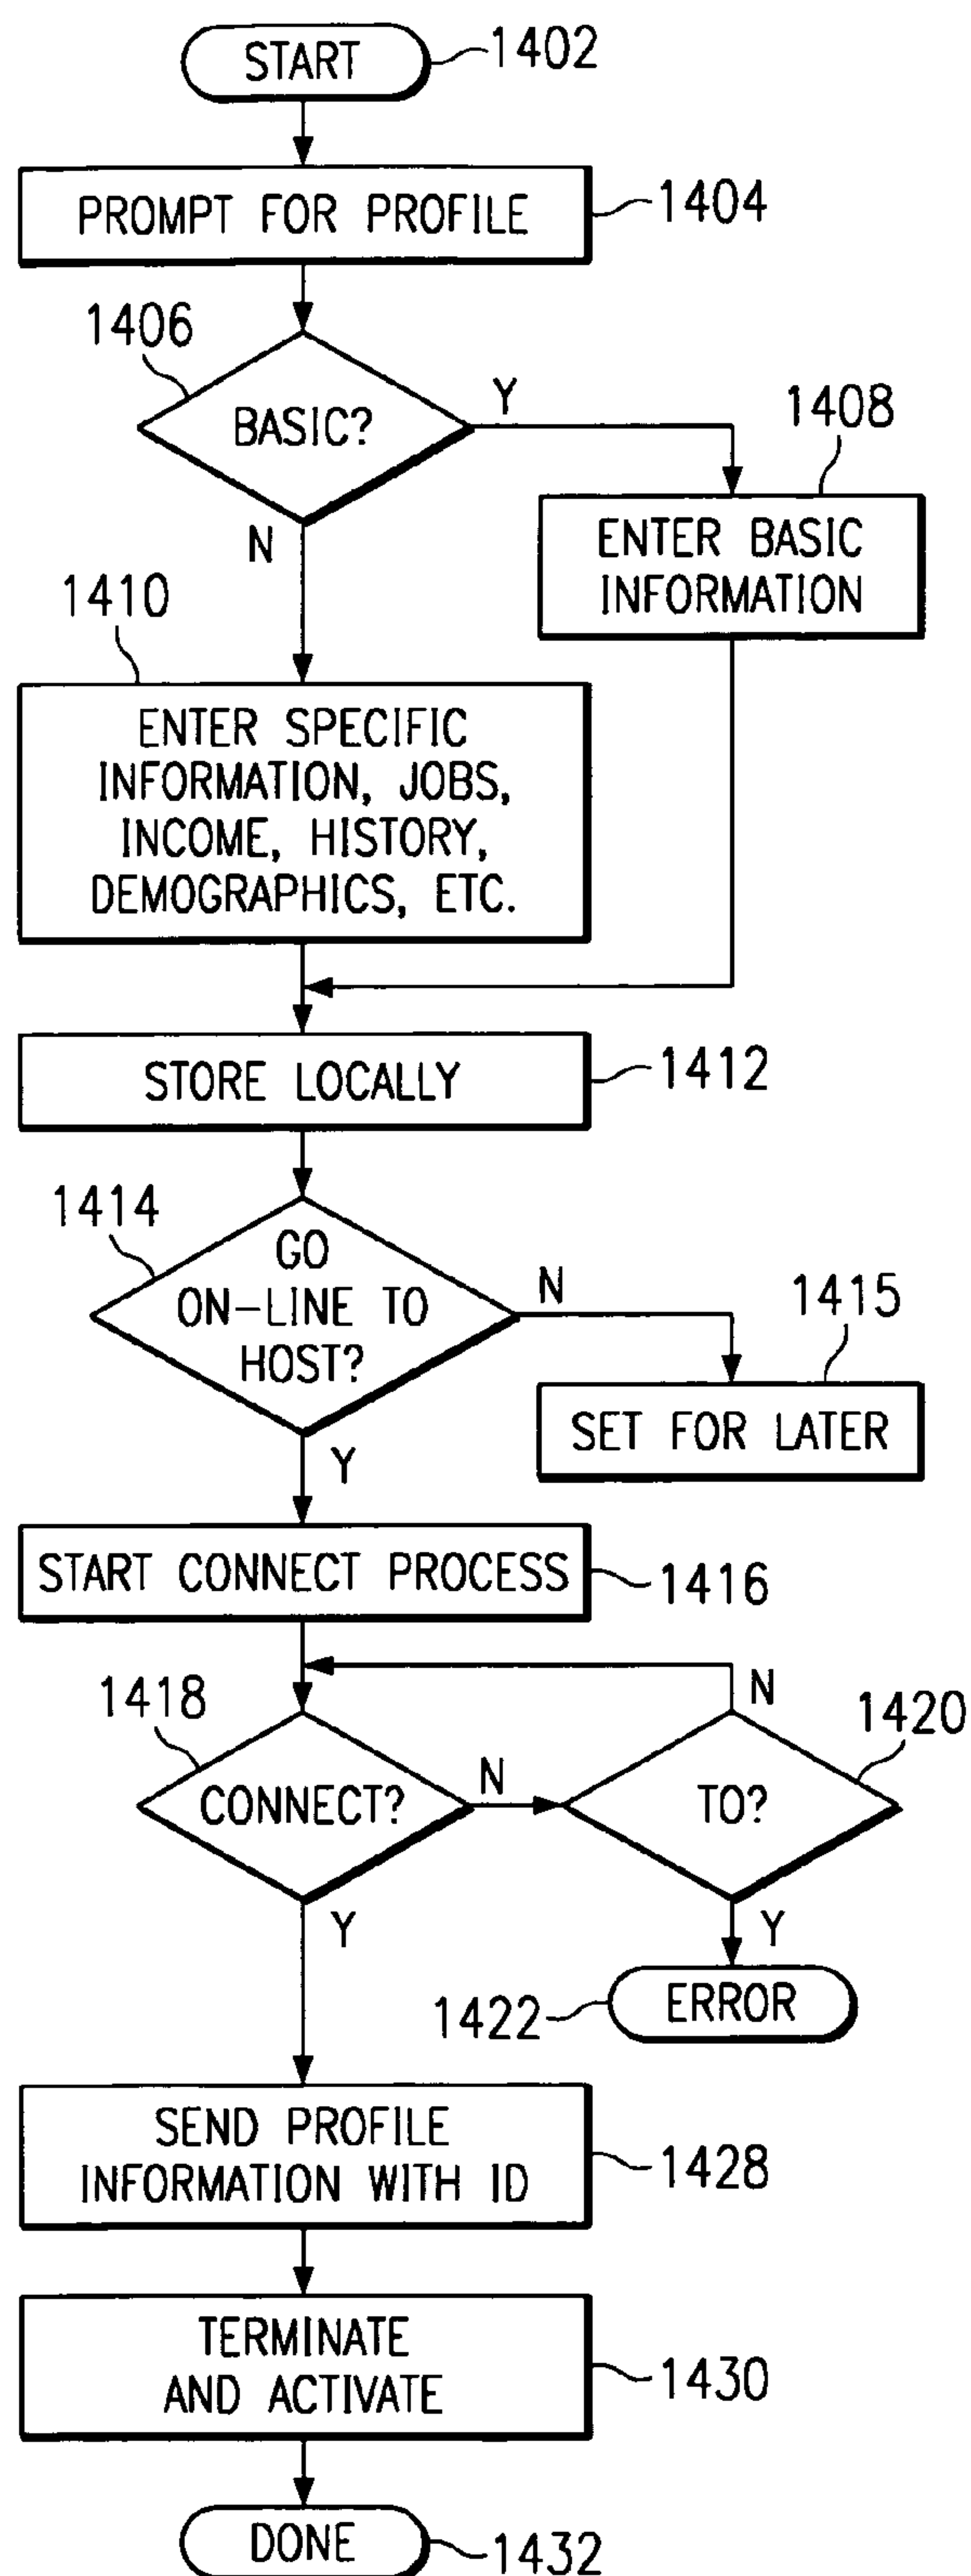 START
1402
PROMPT FOR PROFILE
1404
1406
BASIC?
Y
N
1408
ENTER BASIC
INFORMATION
1410
ENTER SPECIFIC
INFORMATION, JOBS,
INCOME, HISTORY,
DEMOGRAPHICS, ETC.
STORE LOCALLY
1412
1414
GO
ON-LINE TO
HOST?
N
Y
1415
SET FOR LATER
START CONNECT PROCESS
1416
1418
CONNECT?
N
Y
1420
TO?
N
Y
1422
ERROR
SEND PROFILE
INFORMATION WITH ID
1428
TERMINATE
AND ACTIVATE
1430
DONE
1432